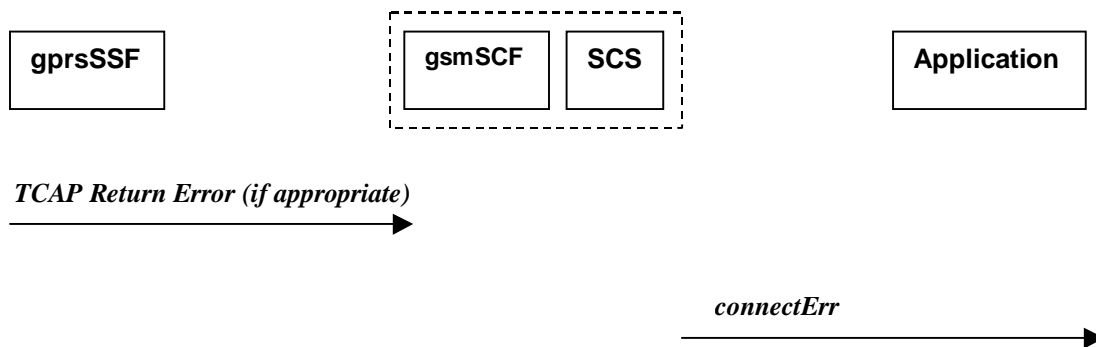 gprsSSF
gsmSCF
SCS
Application
TCAP Return Error (if appropriate)
connectErr